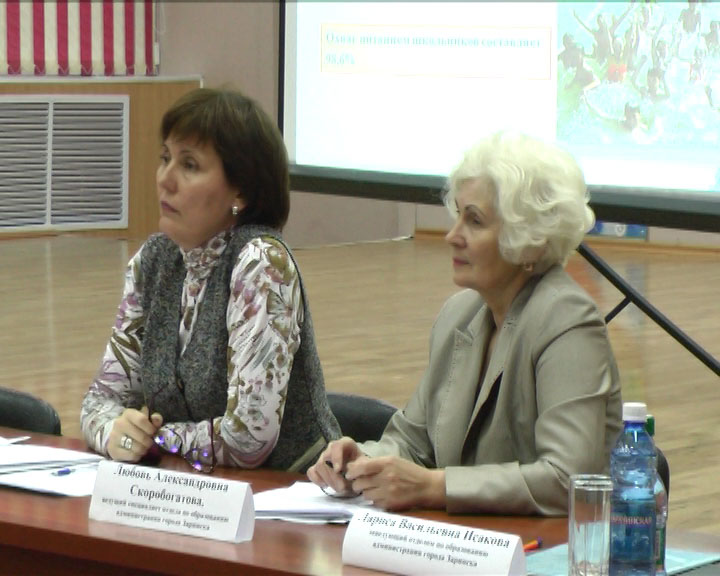 Охват питанием школьников составляет
98,6%
Любовь Александровна
Скоробогатова,
ведущий специалист отдела по образованию
администрации города Заринска
Лариса Васильевна Исакова
заведующий отделом по образованию
администрации города Заринска